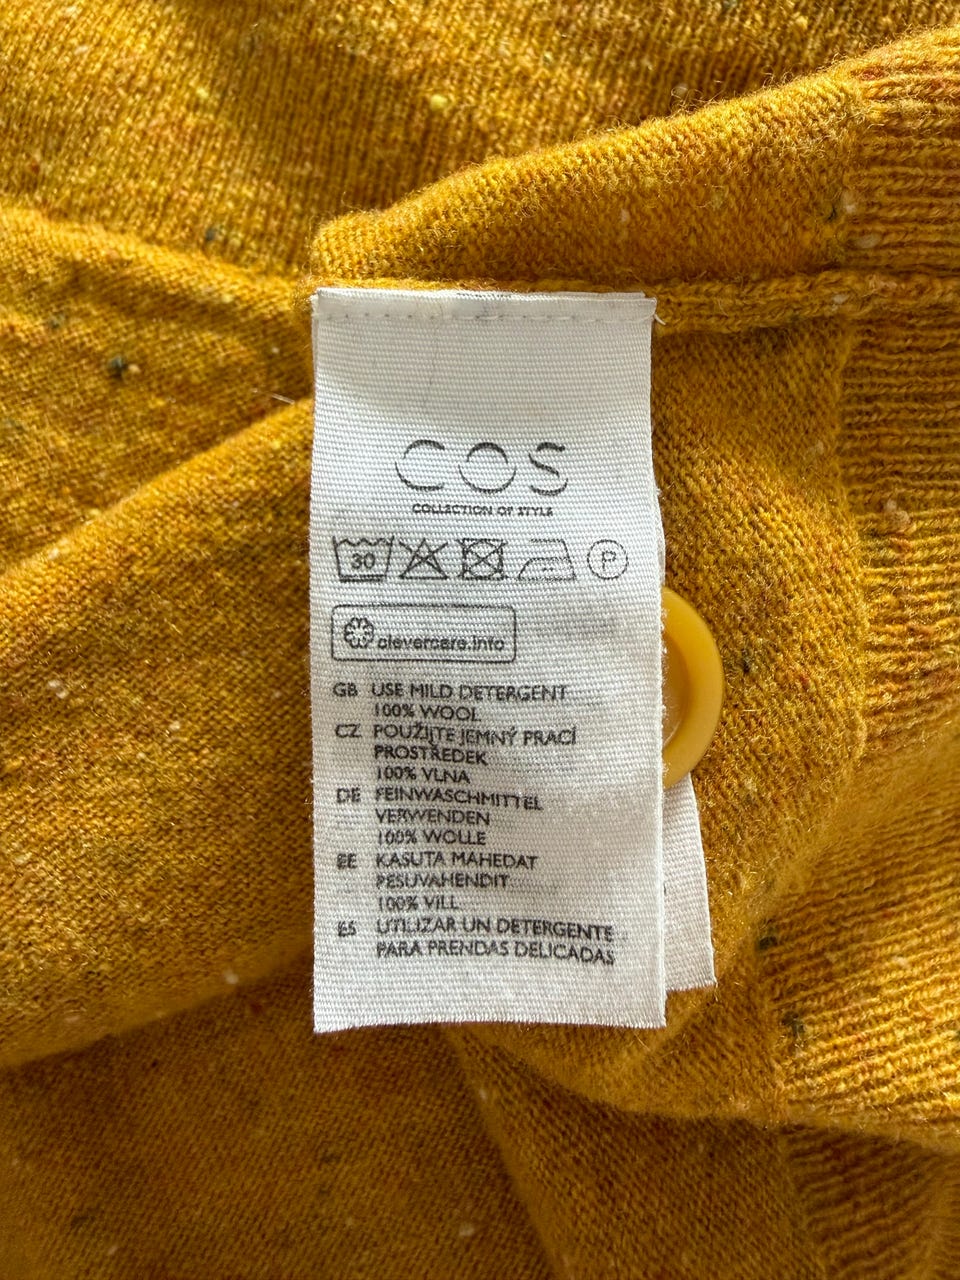 COS
COLLECTION OF STYLE
30 P
clevercare.info
GB USE MILD DETERGENT
100% WOOL
CZ POUŽIJTE JEMNÝ PRACÍ
PROSTŘEDEK
100% VLNA
DE FEINWASCHMITTEL
VERWENDEN
100% WOLLE
EE KASUTA MAHEDAT
PESUVAHENDIT
100% VILL
ES UTILIZAR UN DETERGENTE
PARA PRENDAS DELICADAS